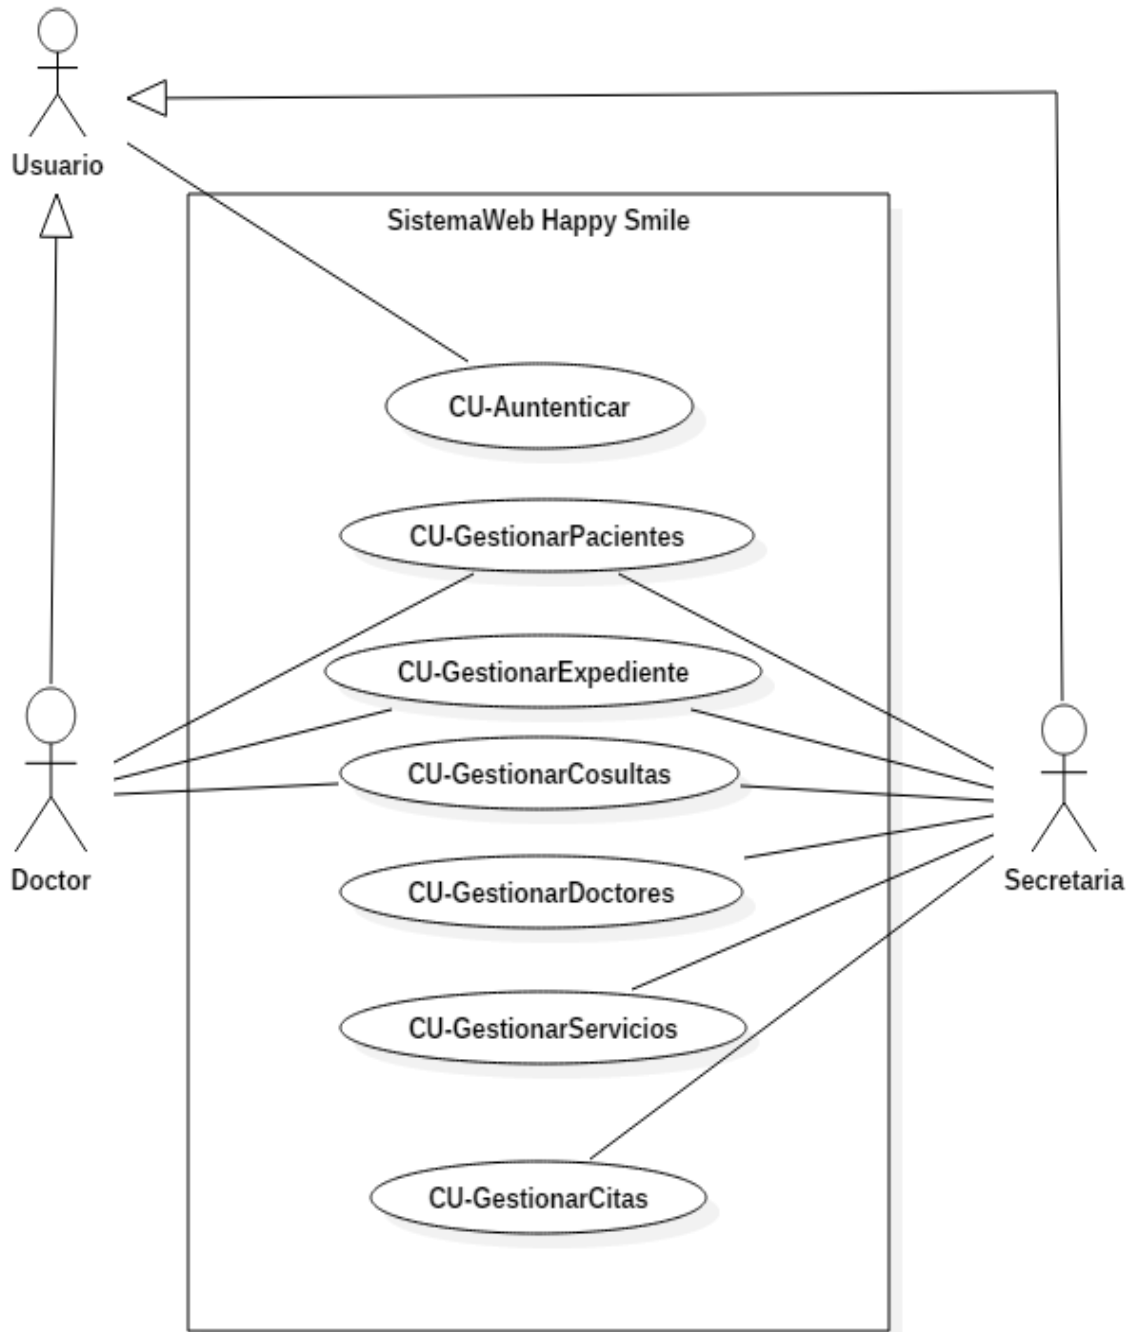 Usuario
SistemaWeb Happy Smile
CU-Auntenticar
CU-GestionarPacientes
CU-GestionarExpediente
CU-GestionarCosultas
Doctor
Secretaria
CU-GestionarDoctores
CU-GestionarServicios
CU-GestionarCitas